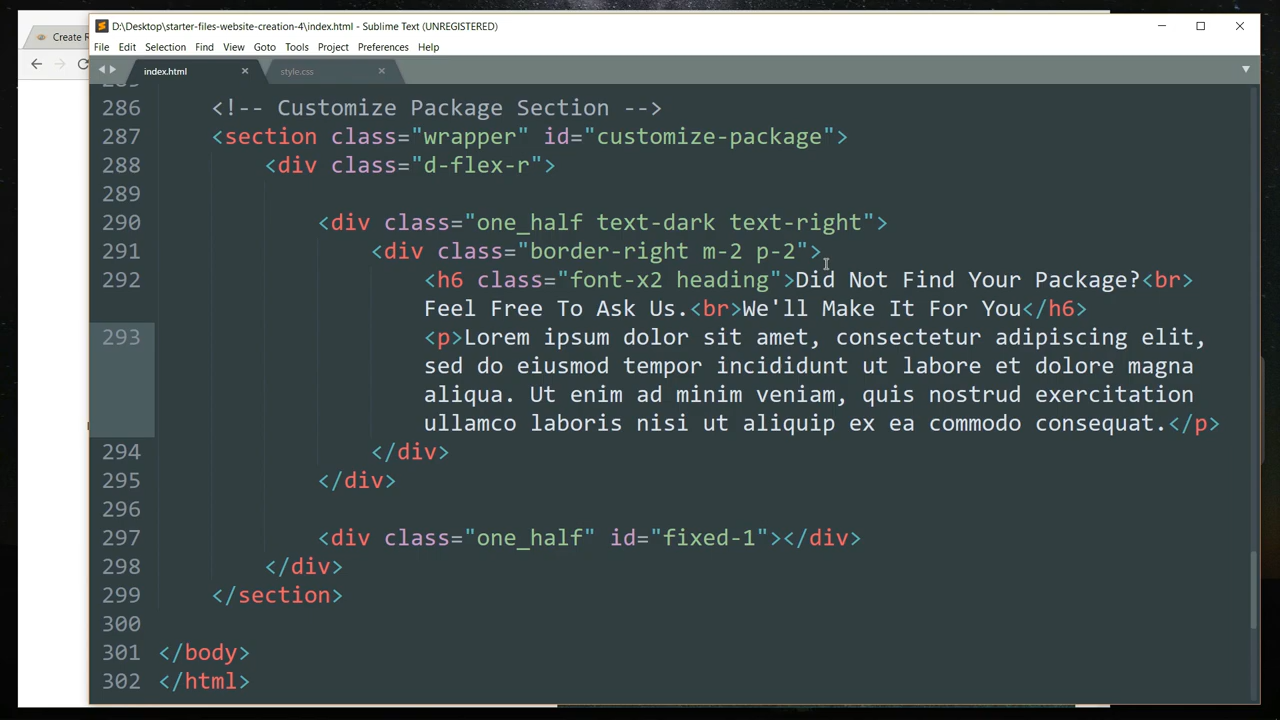 D:\Desktop\starter-files-website-creation-4\index.html - Sublime Text (UNREGISTERED)
Create R
File Edit Selection Find View Goto Tools Project Preferences Help
index.html style.css
286 <!-- Customize Package Section -->
287 <section class="wrapper" id="customize-package">
288 <div class="d-flex-r">
289
290 <div class="one_half text-dark text-right">
291 <div class="border-right m-2 p-2">
292 <h6 class="font-x2 heading">Did Not Find Your Package?<br>
Feel Free To Ask Us.<br>We'll Make It For You</h6>
293 <p>Lorem ipsum dolor sit amet, consectetur adipiscing elit,
sed do eiusmod tempor incididunt ut labore et dolore magna
aliqua. Ut enim ad minim veniam, quis nostrud exercitation
ullamco laboris nisi ut aliquip ex ea commodo consequat.</p>
294 </div>
295 </div>
296
297 <div class="one_half" id="fixed-1"></div>
298 </div>
299 </section>
300
301 </body>
302 </html>